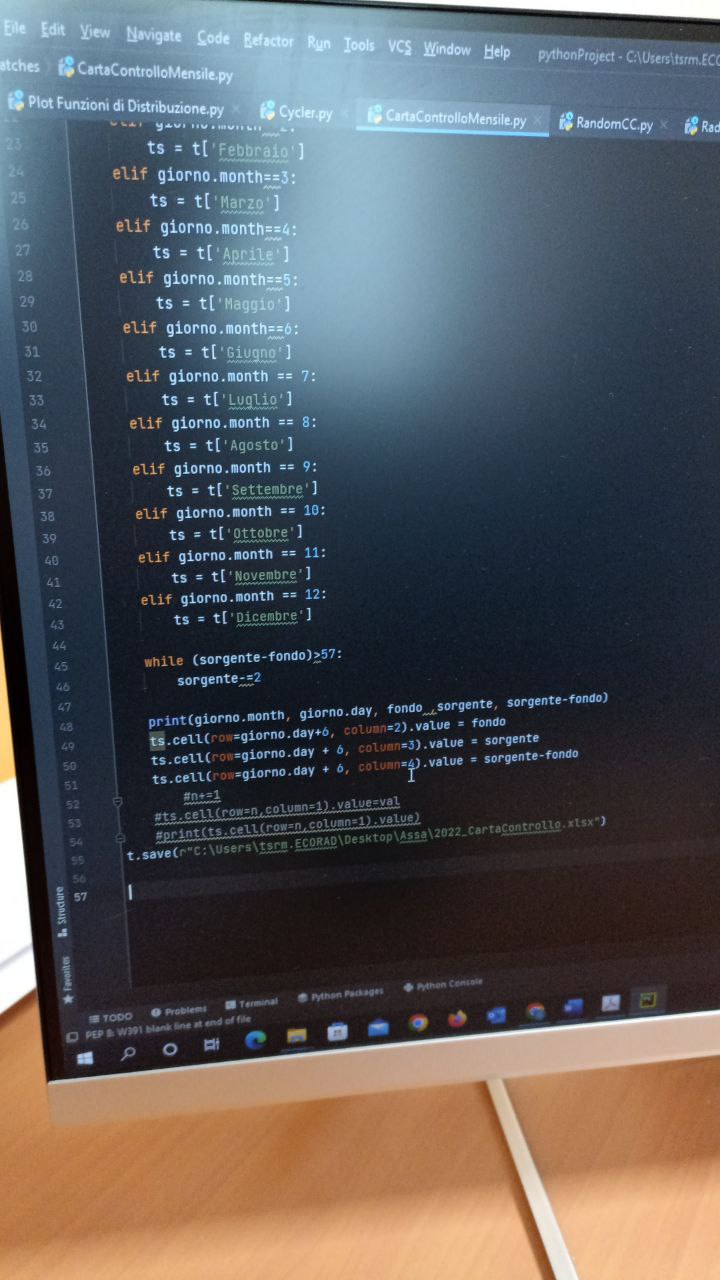 File Edit View Navigate Code Refactor Run Tools VCS Window Help pythonProject - C:\Users\tsrm.ECO
atches CartaControlloMensile.py
Plot Funzioni di Distribuzione.py Cycler.py CartaControlloMensile.py RandomCC.py Rad
elif giorno.month==2:
23 ts = t['Febbraio']
24 elif giorno.month==3:
25 ts = t['Marzo']
26 elif giorno.month==4:
27 ts = t['Aprile']
28 elif giorno.month==5:
29 ts = t['Maggio']
30 elif giorno.month==6:
31 ts = t['Giugno']
32 elif giorno.month == 7:
33 ts = t['Luglio']
34 elif giorno.month == 8:
35 ts = t['Agosto']
36 elif giorno.month == 9:
37 ts = t['Settembre']
38 elif giorno.month == 10:
39 ts = t['Ottobre']
40 elif giorno.month == 11:
41 ts = t['Novembre']
42 elif giorno.month == 12:
43 ts = t['Dicembre']
44
45 while (sorgente-fondo)>57:
46 sorgente-=2
47
48 print(giorno.month, giorno.day, fondo ,sorgente, sorgente-fondo)
49 ts.cell(row=giorno.day+6, column=2).value = fondo
50 ts.cell(row=giorno.day + 6, column=3).value = sorgente
51 ts.cell(row=giorno.day + 6, column=4).value = sorgente-fondo
52 #n+=1
53 #ts.cell(row=n,column=1).value=val
54 #print(ts.cell(row=n,column=1).value)
55 t.save(r"C:\Users\tsrm.ECORAD\Desktop\Assa\2022_CartaControllo.xlsx")
56
57
Structure
Favorites
TODO Problems Terminal Python Packages Python Console
PEP 8: W391 blank line at end of file